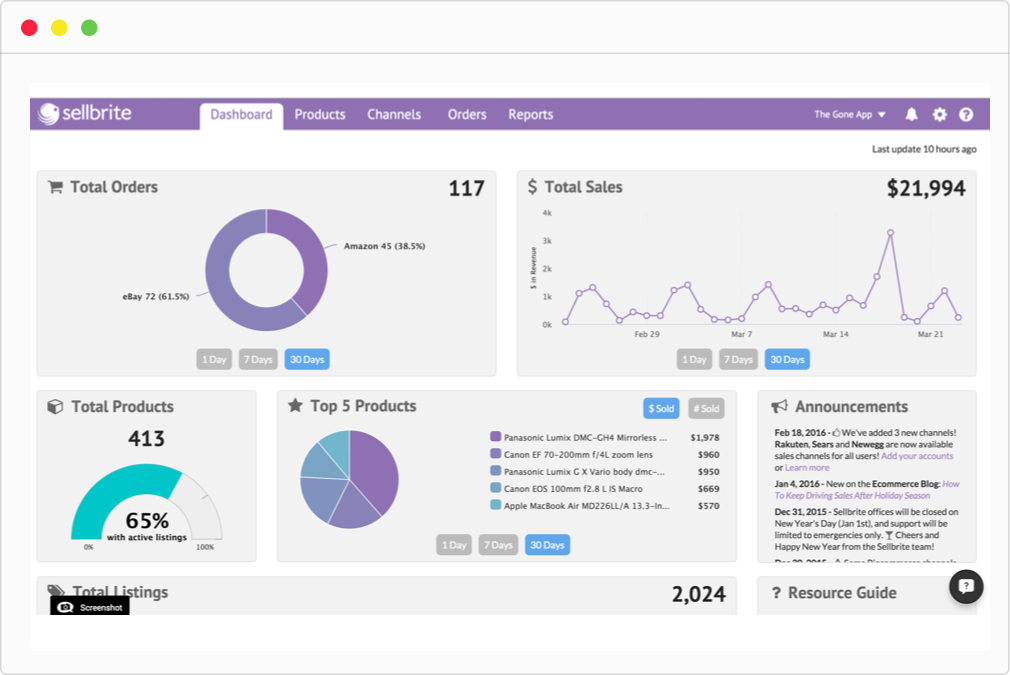 sellbrite
Dashboard Products Channels Orders Reports
The Gone App
?
Last update 10 hours ago
Total Orders 117
Amazon 45 (38.5%)
eBay 72 (61.5%)
1 Day 7 Days 30 Days
$ Total Sales $21,994
4k
3k
2k
1k
0k
$ in Revenue
Feb 29 Mar 7 Mar 14 Mar 21
1 Day 7 Days 30 Days
Total Products
413
65%
with active listings
0% 100%
Top 5 Products
$ Sold # Sold
Panasonic Lumix DMC-GH4 Mirrorless ... $1,978
Canon EF 70-200mm f/4L zoom lens $960
Panasonic Lumix G X Vario body dmc-... $950
Canon EOS 100mm f2.8 L IS Macro $669
Apple MacBook Air MD226LL/A 13.3-In... $570
1 Day 7 Days 30 Days
Announcements
Feb 18, 2016 - We've added 3 new channels!
Rakuten, Sears and Newegg are now available
sales channels for all users! Add your accounts
or Learn more
Jan 4, 2016 - New on the Ecommerce Blog: How
To Keep Driving Sales After Holiday Season
Dec 31, 2015 - Sellbrite offices will be closed on
New Year's Day (Jan 1st), and support will be
limited to emergencies only. Cheers and
Happy New Year from the Sellbrite team!
Total Listings 2,024
Screenshot
? Resource Guide
?